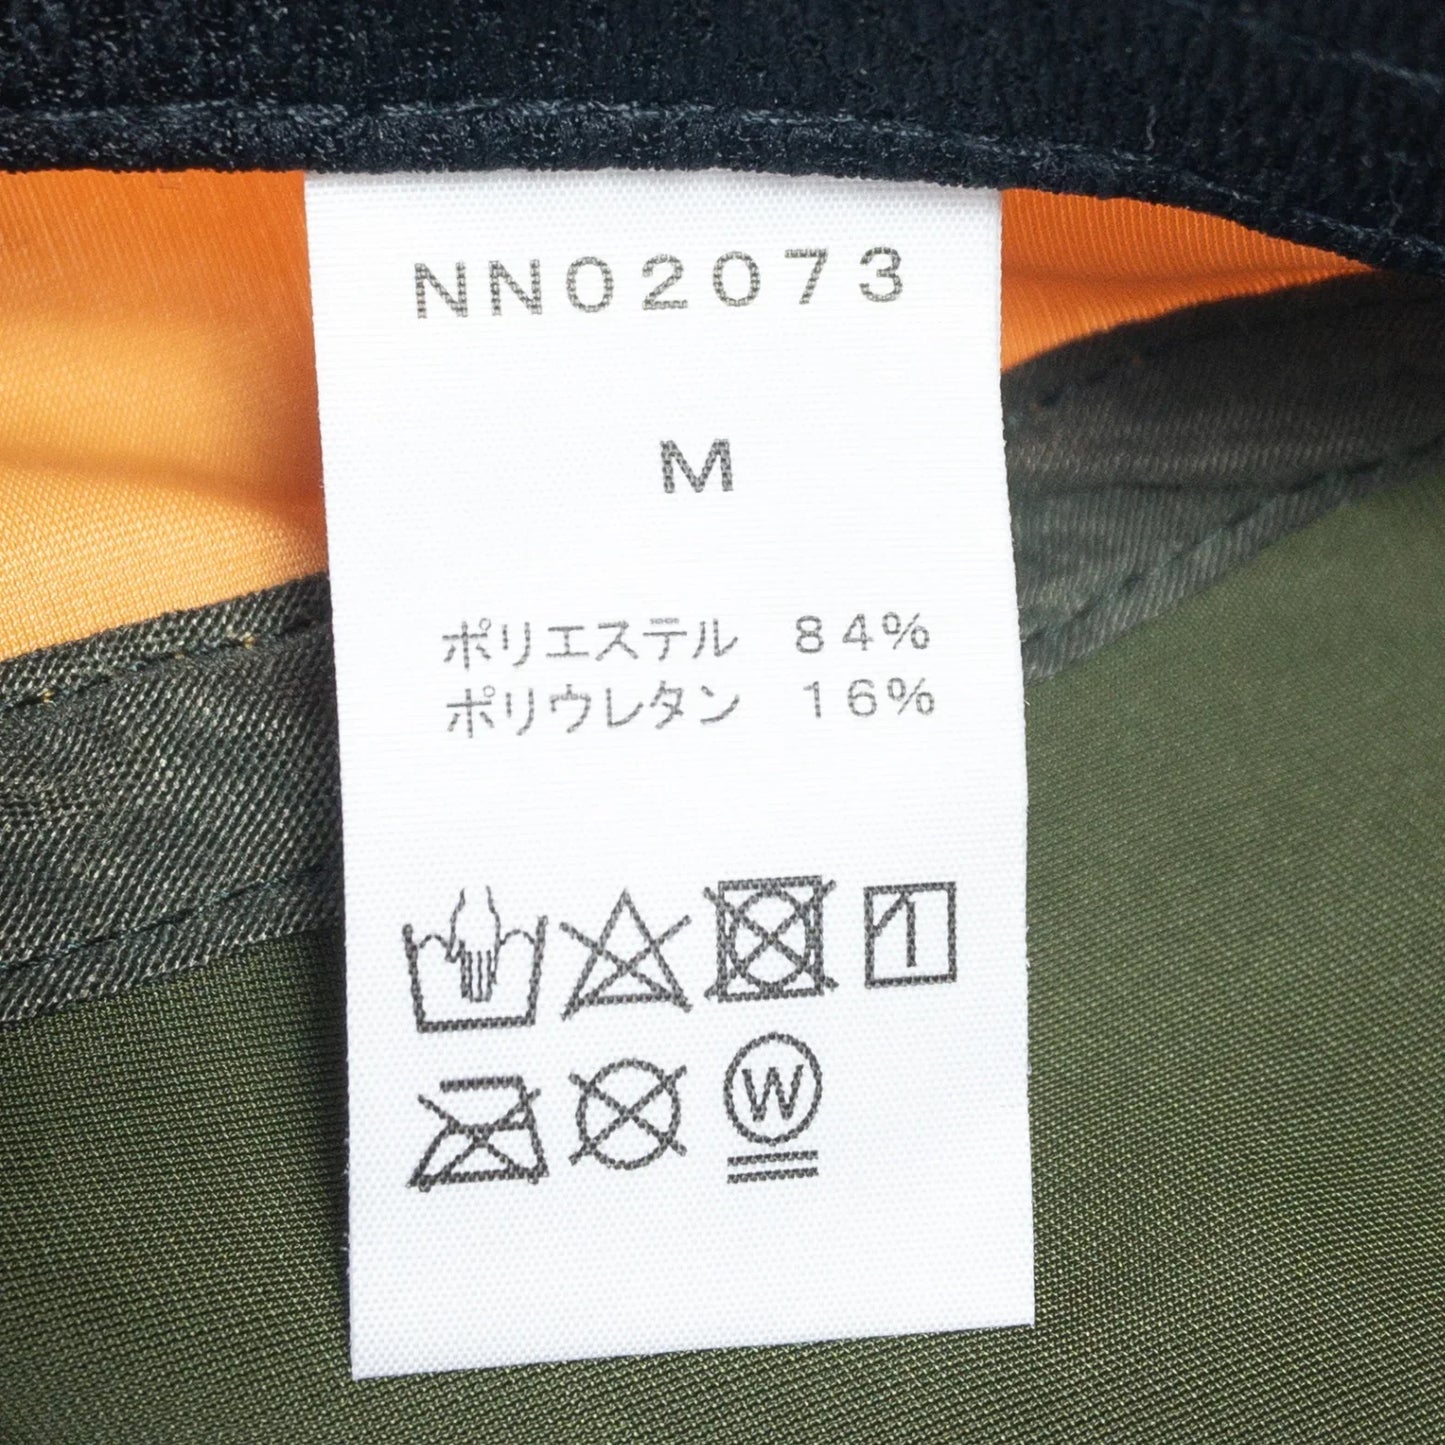 NN02073
M
ポリエステル 84%
ポリウレタン 16%
W